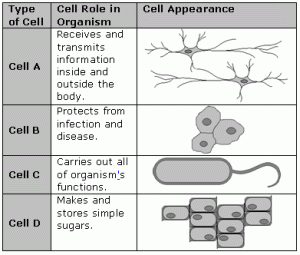 Type of Cell
Cell Role in Organism
Cell Appearance
Cell A
Receives and
transmits
information
inside and
outside the
body.
Cell B
Protects from
infection and
disease.
Cell C
Carries out all
of organism's
functions.
Cell D
Makes and
stores simple
sugars.